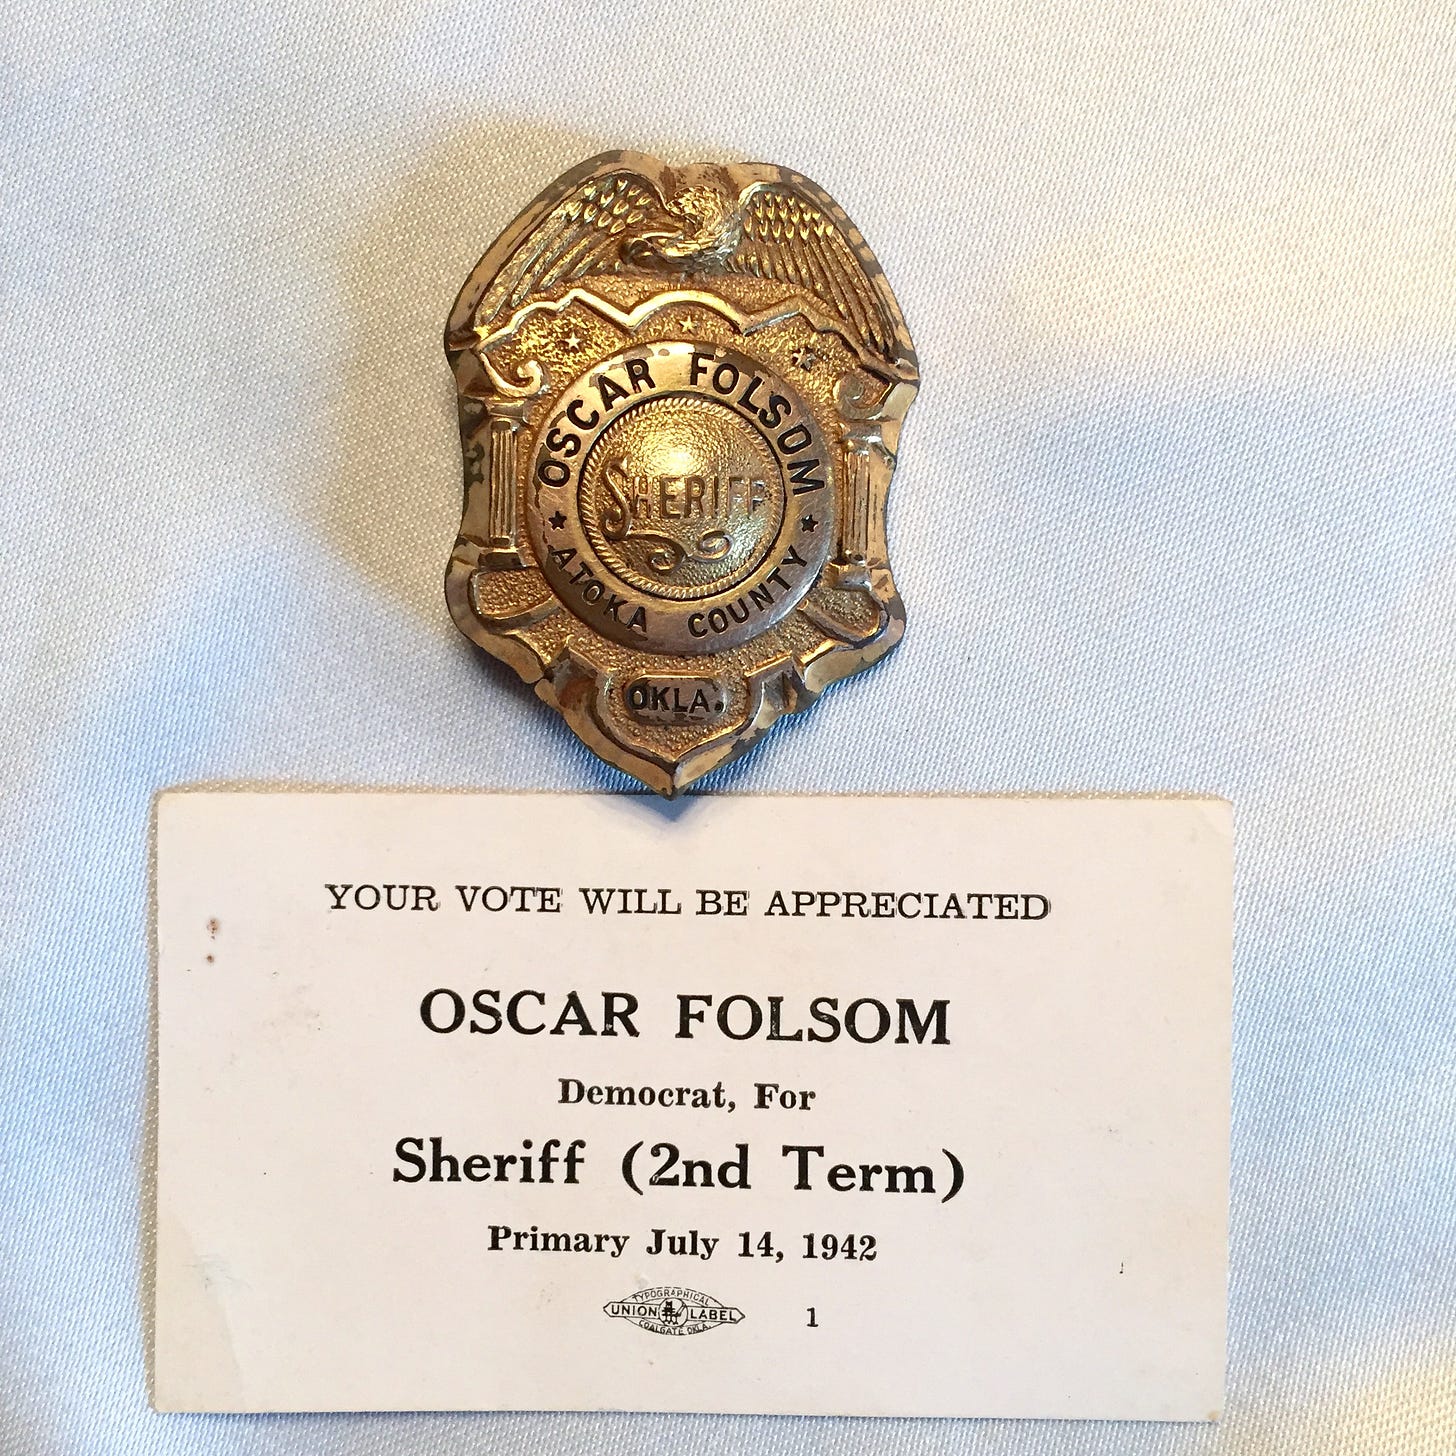 OSCAR FOLSOM
SHERIFF
ATOKA COUNTY
OKLA.
YOUR VOTE WILL BE APPRECIATED
OSCAR FOLSOM
Democrat, For
Sheriff (2nd Term)
Primary July 14, 1942
TYPOGRAPHICAL
UNION LABEL
COALGATE OKLA.
1